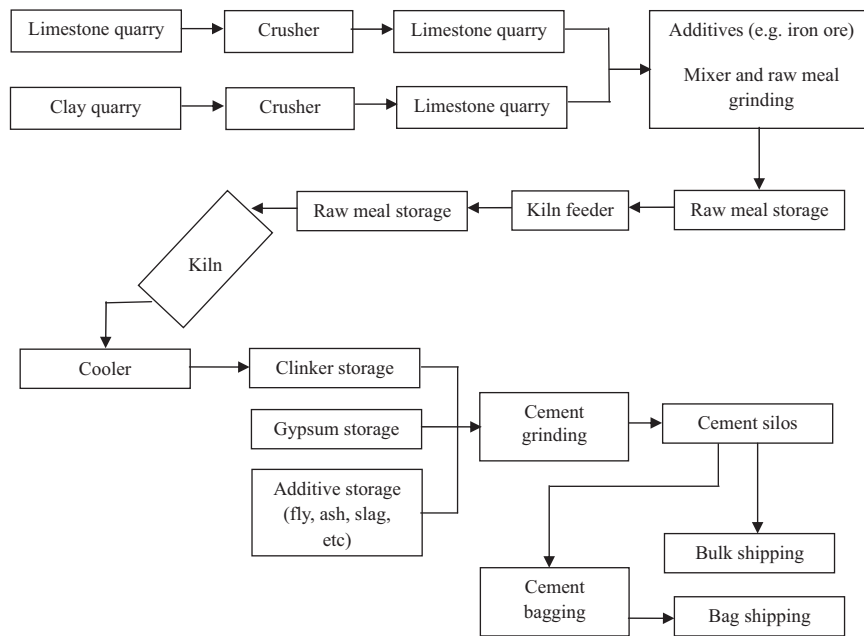 Limestone quarry
Crusher
Limestone quarry
Additives (e.g. iron ore)
Mixer and raw meal
grinding
Clay quarry
Crusher
Limestone quarry
Raw meal storage
Kiln feeder
Raw meal storage
Kiln
Cooler
Clinker storage
Gypsum storage
Additive storage
(fly, ash, slag,
etc)
Cement
grinding
Cement silos
Bulk shipping
Cement
bagging
Bag shipping